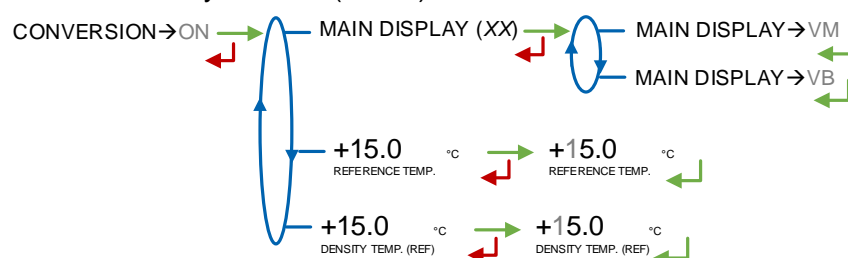 CONVERSION→ON
MAIN DISPLAY (XX)
MAIN DISPLAY→VM
MAIN DISPLAY→VB
+15.0 °C
REFERENCE TEMP.
+15.0 °C
REFERENCE TEMP.
+15.0 °C
DENSITY TEMP. (REF)
+15.0 °C
DENSITY TEMP. (REF)